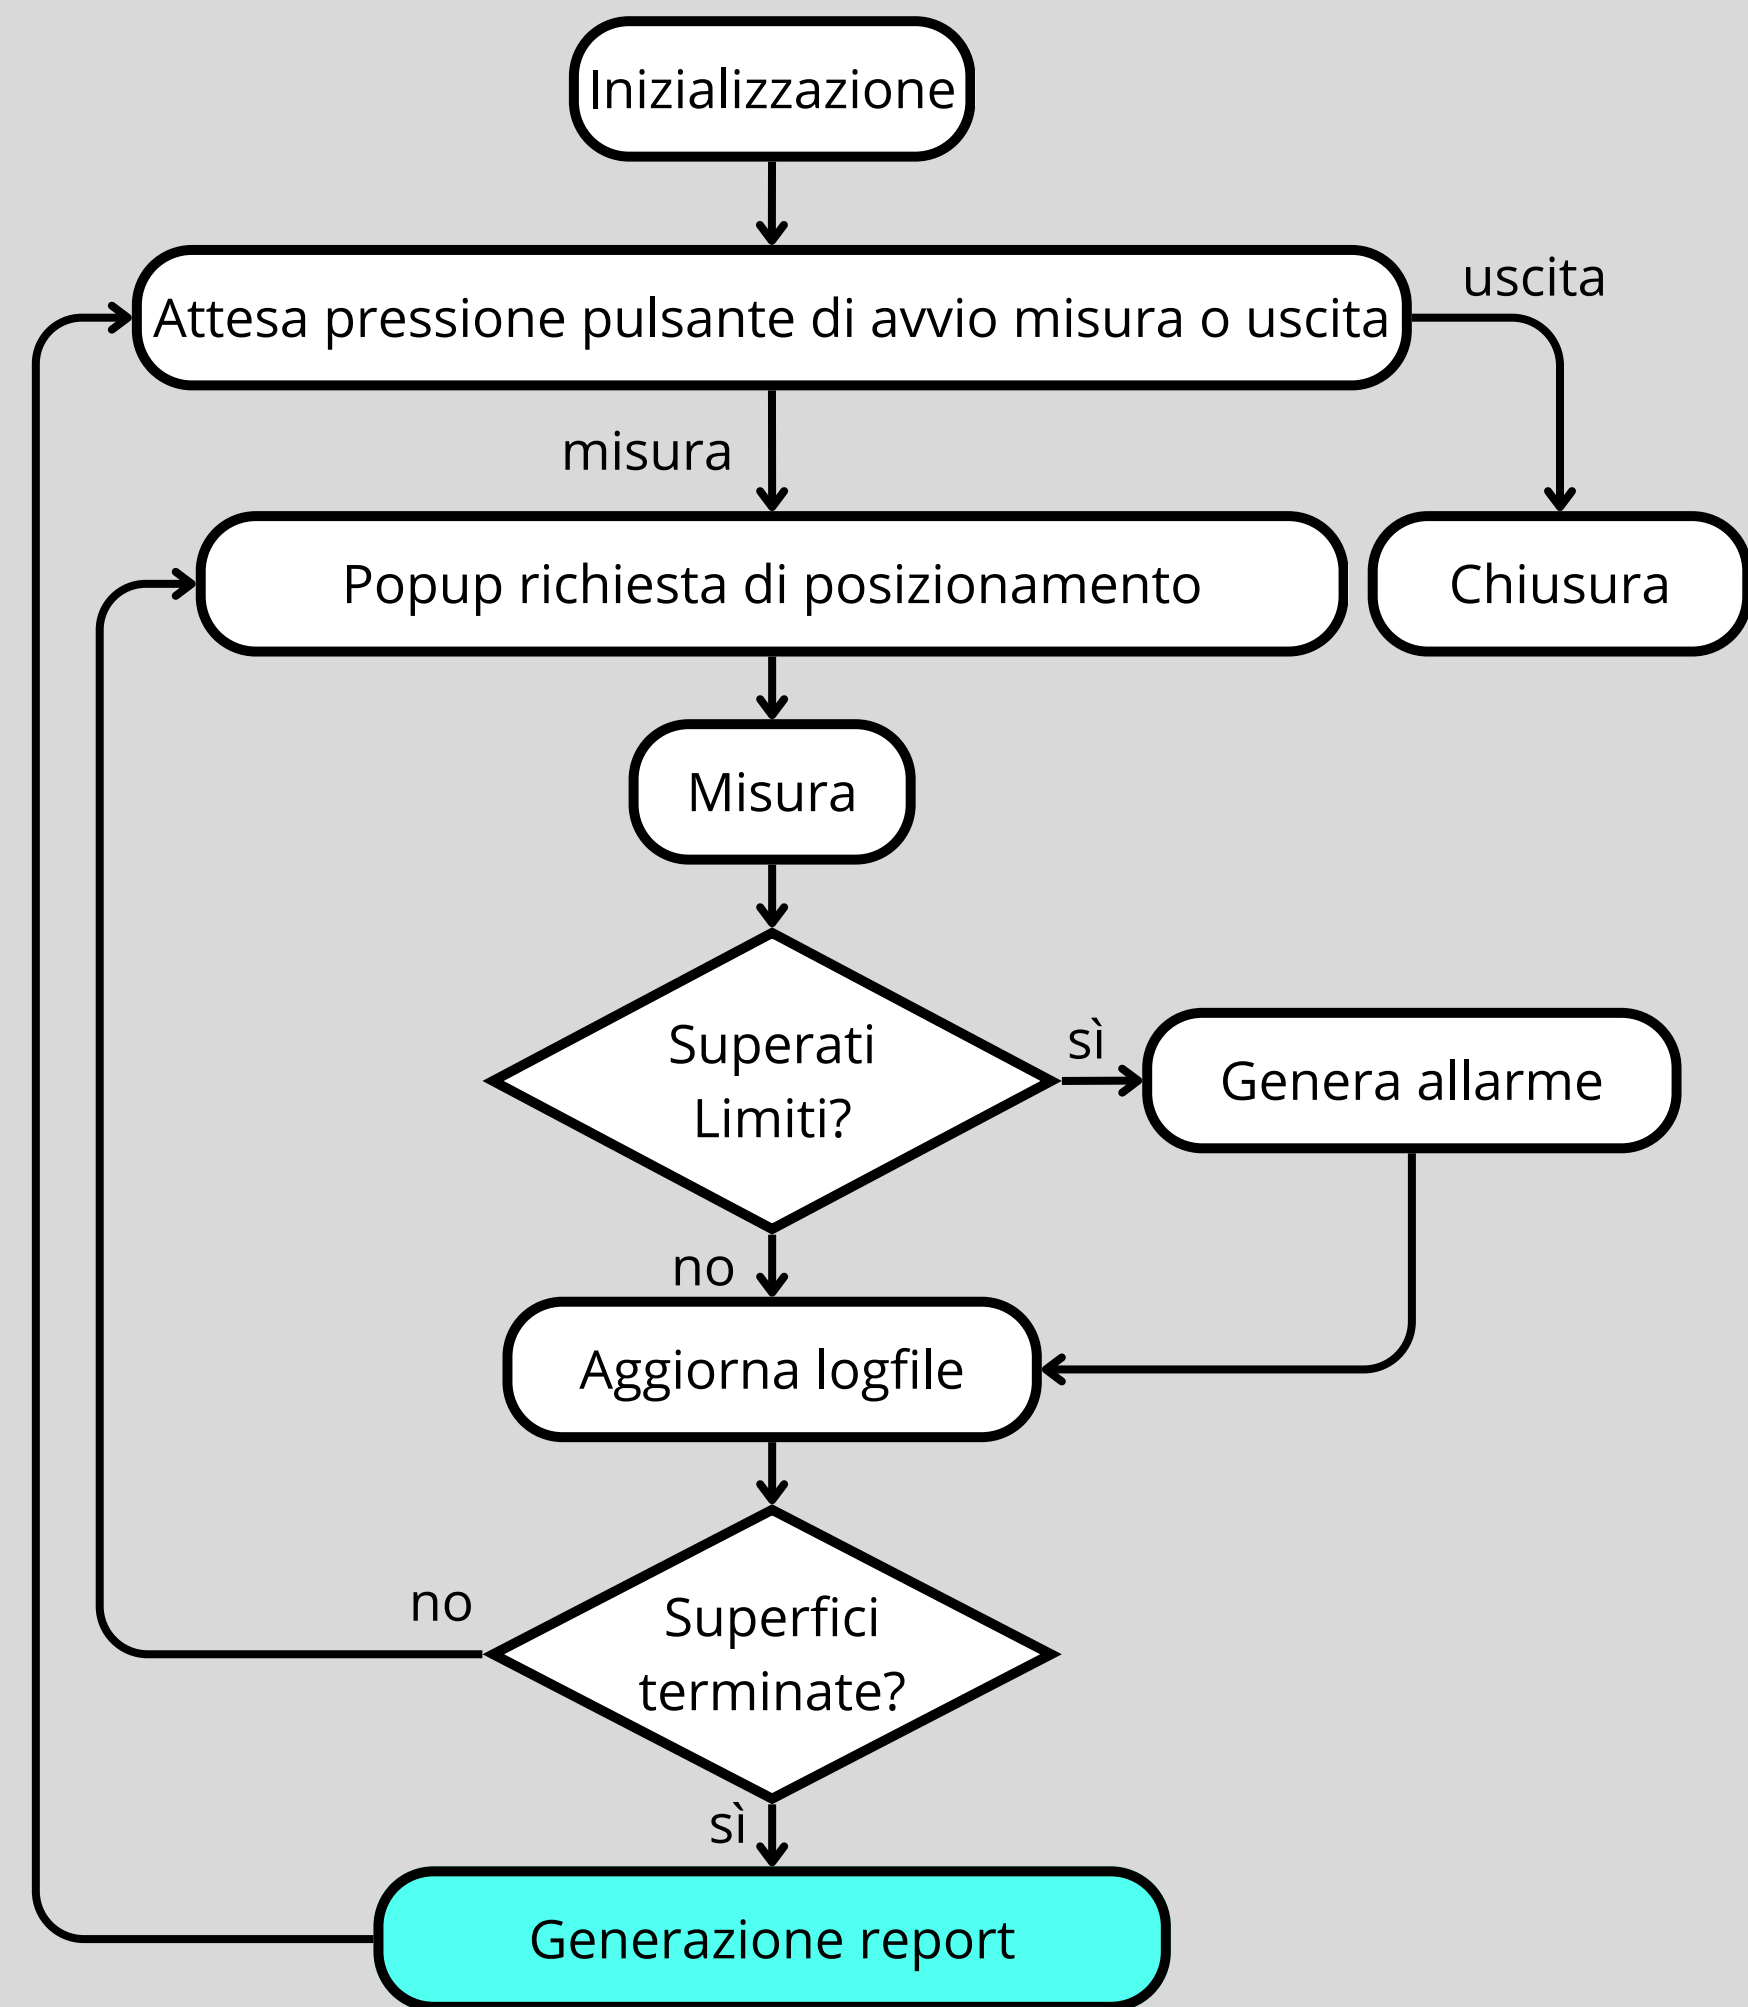 Inizializzazione
Attesa pressione pulsante di avvio misura o uscita
uscita
misura
Popup richiesta di posizionamento
Chiusura
Misura
Superati
Limiti?
sì
Genera allarme
no
Aggiorna logfile
no
Superfici
terminate?
sì
Generazione report